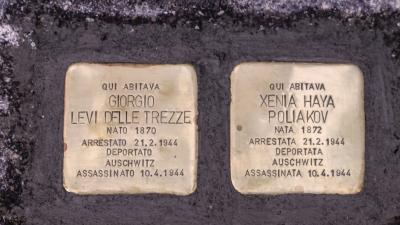 QUI ABITAVA
GIORGIO
LEVI DELLE TREZZE
NATO 1870
ARRESTATO 21.2.1944
DEPORTATO
AUSCHWITZ
ASSASSINATO 10.4.1944
QUI ABITAVA
XENIA HAYA
POLIAKOV
NATA 1872
ARRESTATA 21.2.1944
DEPORTATA
AUSCHWITZ
ASSASSINATA 10.4.1944